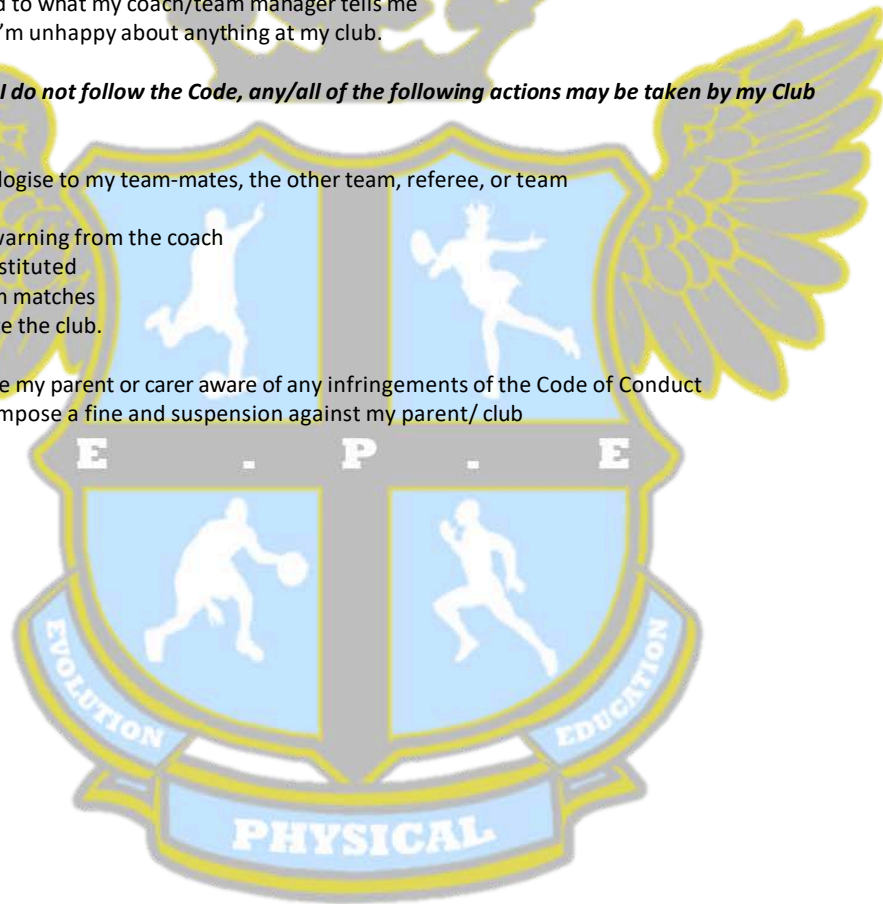 d to what my coach/team manager tells me
'm unhappy about anything at my club.
I do not follow the Code, any/all of the following actions may be taken by my Club
logise to my team-mates, the other team, referee, or team
warning from the coach
stituted
m matches
e the club.
e my parent or carer aware of any infringements of the Code of Conduct
mpose a fine and suspension against my parent/ club
E . P . E
EVOLUTION
EDUCATION
PHYSICAL